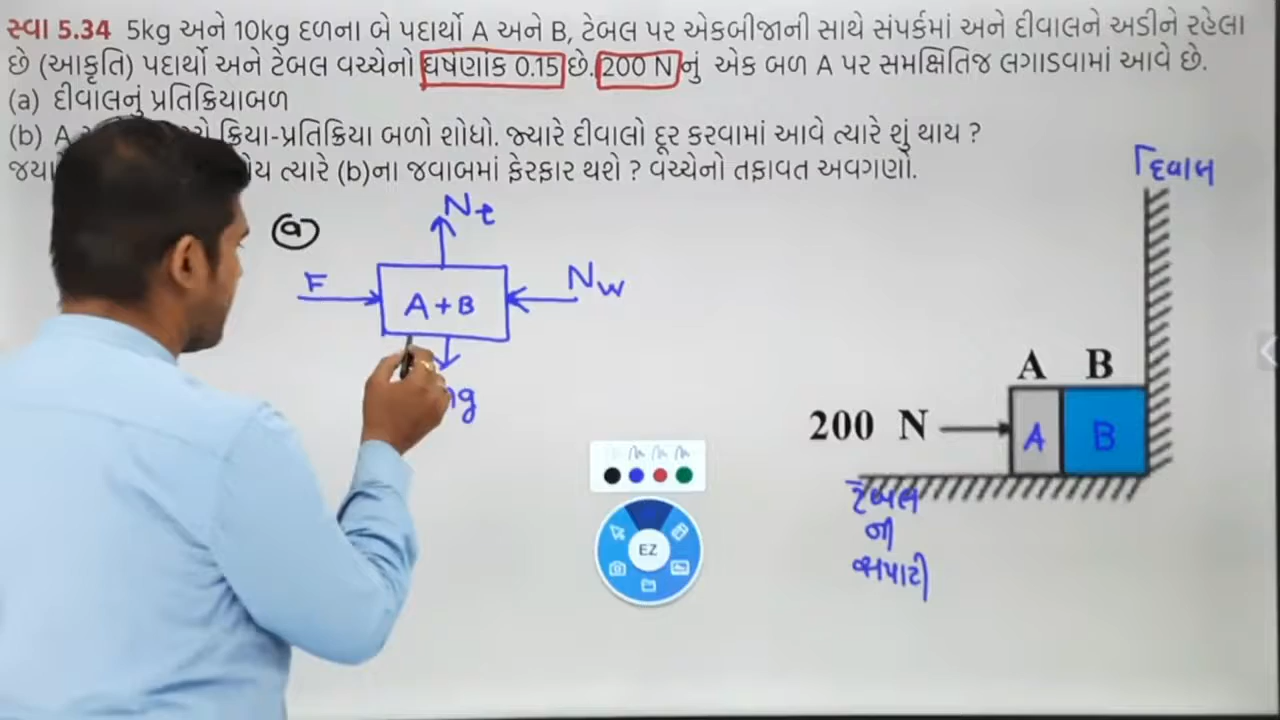 સ્વા 5.34 5kg અને 10kg દળના બે પદાર્થો A અને B, ટેબલ પર એકબીજાની સાથે સંપર્કમાં અને દીવાલને અડીને રહેલા
છે (આકૃતિ) પદાર્થો અને ટેબલ વચ્ચેનો ઘર્ષણાંક 0.15 છે. 200 N નું એક બળ A પર સમક્ષિતિજ લગાડવામાં આવે છે.
(a) દીવાલનું પ્રતિક્રિયાબળ
(b) A ક્રિયા-પ્રતિક્રિયા બળો શોધો. જ્યારે દીવાલો દૂર કરવામાં આવે ત્યારે શું થાય ?
ત્યારે (b)ના જવાબમાં ફેરફાર થશે ? વચ્ચેનો તફાવત અવગણો.
દિવાલ
(a)
Nt
F
A + B
Nw
g
A B
200 N
A B
ટેબલ
ની
સપાટી
EZ